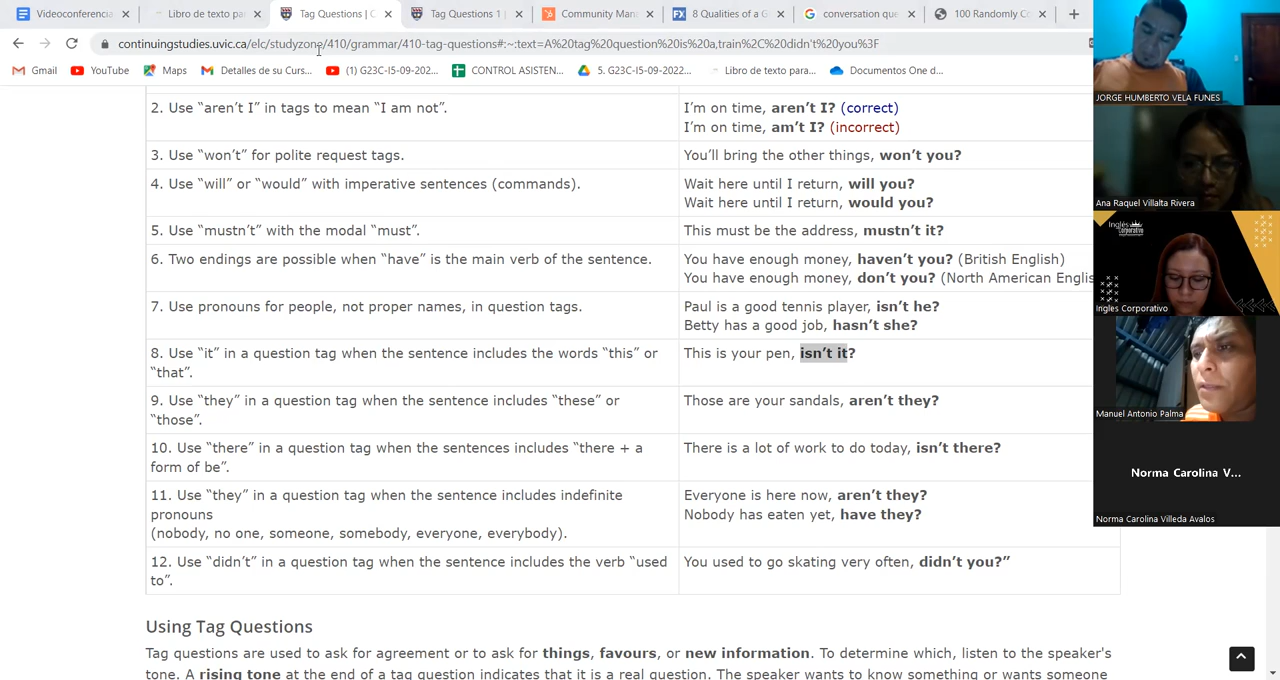 Videoconferencia
Libro de texto par
Tag Questions | C
Tag Questions 1 |
Community Man
8 Qualities of a G
conversation que
100 Randomly Co
continuingstudies.uvic.ca/elc/studyzone/410/grammar/410-tag-questions#:~:text=A%20tag%20question%20is%20a,train%2C%20didn't%20you%3F
Gmail
YouTube
Maps
Detalles de su Curs...
(1) G23C-I5-09-202...
CONTROL ASISTEN...
5. G23C-I5-09-2022...
Libro de texto para...
Documentos One d...
2. Use “aren’t I” in tags to mean “I am not”.
I’m on time, aren’t I? (correct)
I’m on time, am’t I? (incorrect)
3. Use “won’t” for polite request tags.
You’ll bring the other things, won’t you?
4. Use “will” or “would” with imperative sentences (commands).
Wait here until I return, will you?
Wait here until I return, would you?
5. Use “mustn’t” with the modal “must”.
This must be the address, mustn’t it?
6. Two endings are possible when “have” is the main verb of the sentence.
You have enough money, haven’t you? (British English)
You have enough money, don’t you? (North American Englis
7. Use pronouns for people, not proper names, in question tags.
Paul is a good tennis player, isn’t he?
Betty has a good job, hasn’t she?
8. Use “it” in a question tag when the sentence includes the words “this” or
“that”.
This is your pen, isn’t it?
9. Use “they” in a question tag when the sentence includes “these” or
“those”.
Those are your sandals, aren’t they?
10. Use “there” in a question tag when the sentences includes “there + a
form of be”.
There is a lot of work to do today, isn’t there?
11. Use “they” in a question tag when the sentence includes indefinite
pronouns
(nobody, no one, someone, somebody, everyone, everybody).
Everyone is here now, aren’t they?
Nobody has eaten yet, have they?
12. Use “didn’t” in a question tag when the sentence includes the verb “used
to”.
You used to go skating very often, didn’t you?”
Using Tag Questions
Tag questions are used to ask for agreement or to ask for things, favours, or new information. To determine which, listen to the speaker's
tone. A rising tone at the end of a tag question indicates that it is a real question. The speaker wants to know something or wants someone
JORGE HUMBERTO VELA FUNES
Ana Raquel Villalta Rivera
Inglés
Corporativo
Ingles Corporativo
Manuel Antonio Palma
Norma Carolina V...
Norma Carolina Villeda Avalos